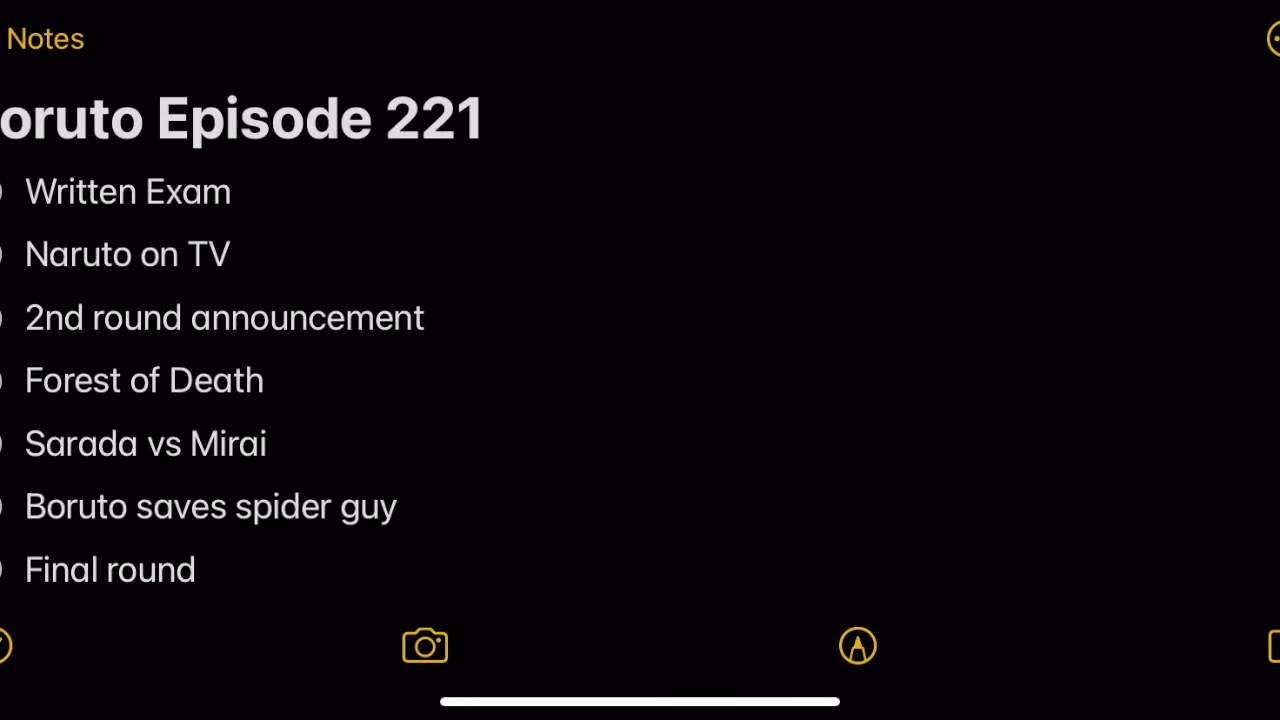 Notes
oruto Episode 221
Written Exam
Naruto on TV
2nd round announcement
Forest of Death
Sarada vs Mirai
Boruto saves spider guy
Final round